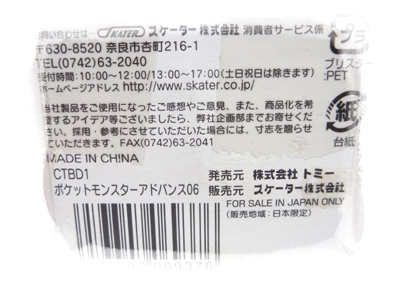 お問い合わせは SKATER スケーター株式会社 消費者サービス係
〒630-8520 奈良市杏町216-1
TEL(0742)63-2040
受付時間/10:00〜12:00/13:00〜17:00(土日祝日は除きます)
ホームページアドレス http://www.skater.co.jp/
当社製品をご使用になったご感想やご意見、また、商品化を希
望するアイデア等ございましたら、弊社企画室までお寄せくださ
い。採用・参考にさせていただいた場合には、寸志を贈らせて
いただきます。 FAX(0742)63-2041
MADE IN CHINA
CTBD1
ポケットモンスターアドバンス06
発売元 株式会社 トミー
販売元 スケーター株式会社
FOR SALE IN JAPAN ONLY
(販売地域:日本限定)
プラ
ブリスター
:PET
紙
台紙